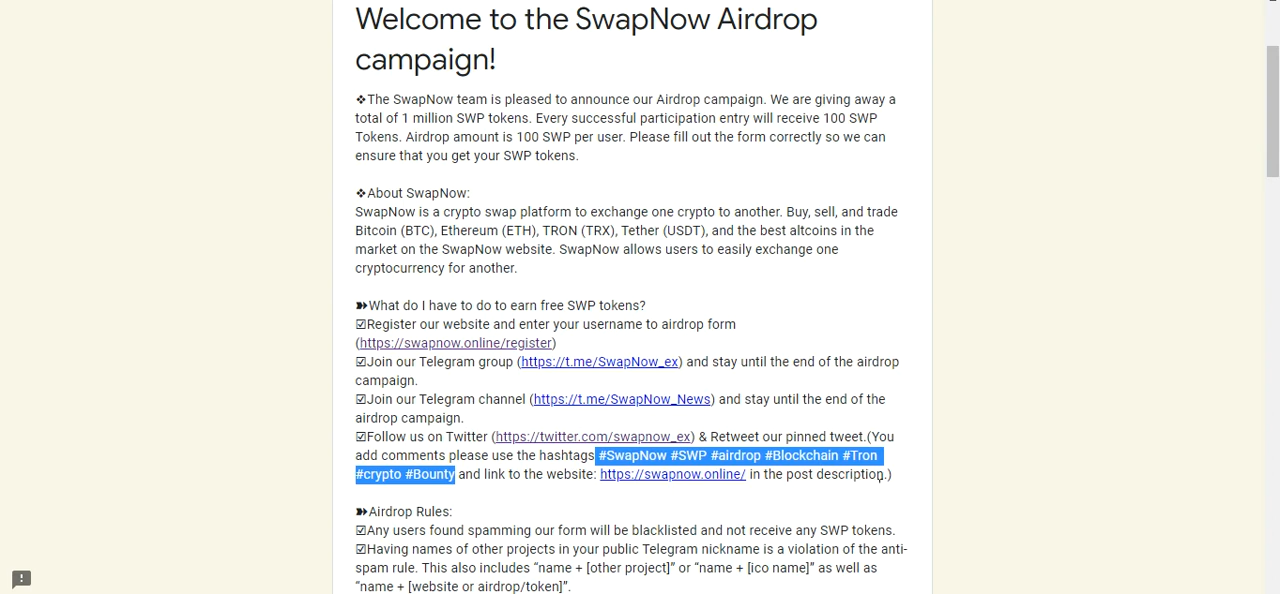 Welcome to the SwapNow Airdrop
campaign!
❖The SwapNow team is pleased to announce our Airdrop campaign. We are giving away a
total of 1 million SWP tokens. Every successful participation entry will receive 100 SWP
Tokens. Airdrop amount is 100 SWP per user. Please fill out the form correctly so we can
ensure that you get your SWP tokens.
❖About SwapNow:
SwapNow is a crypto swap platform to exchange one crypto to another. Buy, sell, and trade
Bitcoin (BTC), Ethereum (ETH), TRON (TRX), Tether (USDT), and the best altcoins in the
market on the SwapNow website. SwapNow allows users to easily exchange one
cryptocurrency for another.
➽What do I have to do to earn free SWP tokens?
☑Register our website and enter your username to airdrop form
(https://swapnow.online/register)
☑Join our Telegram group (https://t.me/SwapNow_ex) and stay until the end of the airdrop
campaign.
☑Join our Telegram channel (https://t.me/SwapNow_News) and stay until the end of the
airdrop campaign.
☑Follow us on Twitter (https://twitter.com/swapnow_ex) & Retweet our pinned tweet.(You
add comments please use the hashtags #SwapNow #SWP #airdrop #Blockchain #Tron
#crypto #Bounty and link to the website: https://swapnow.online/ in the post description.)
➽Airdrop Rules:
☑Any users found spamming our form will be blacklisted and not receive any SWP tokens.
☑Having names of other projects in your public Telegram nickname is a violation of the anti-
spam rule. This also includes “name + [other project]” or “name + [ico name]” as well as
“name + [website or airdrop/token]”.